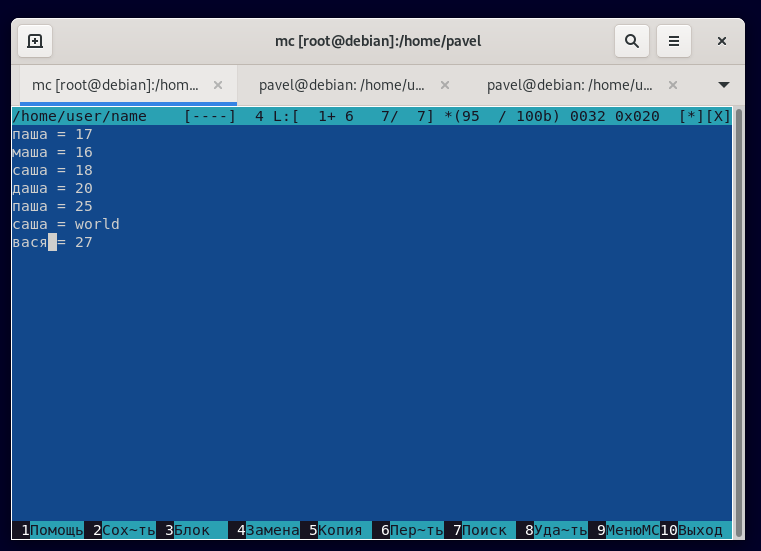 mc [root@debian]:/home/pavel
mc [root@debian]:/hom... × pavel@debian: /home/u... × pavel@debian: /home/u... ×
/home/user/name [----] 4 L:[ 1+ 6 7/ 7] *(95 / 100b) 0032 0x020 [*][X]
паша = 17
маша = 16
саша = 18
даша = 20
паша = 25
саша = world
вася = 27
1Помощь 2Сох~ть 3Блок 4Замена 5Копия 6Пер~ть 7Поиск 8Уда~ть 9МенюMC 10Выход